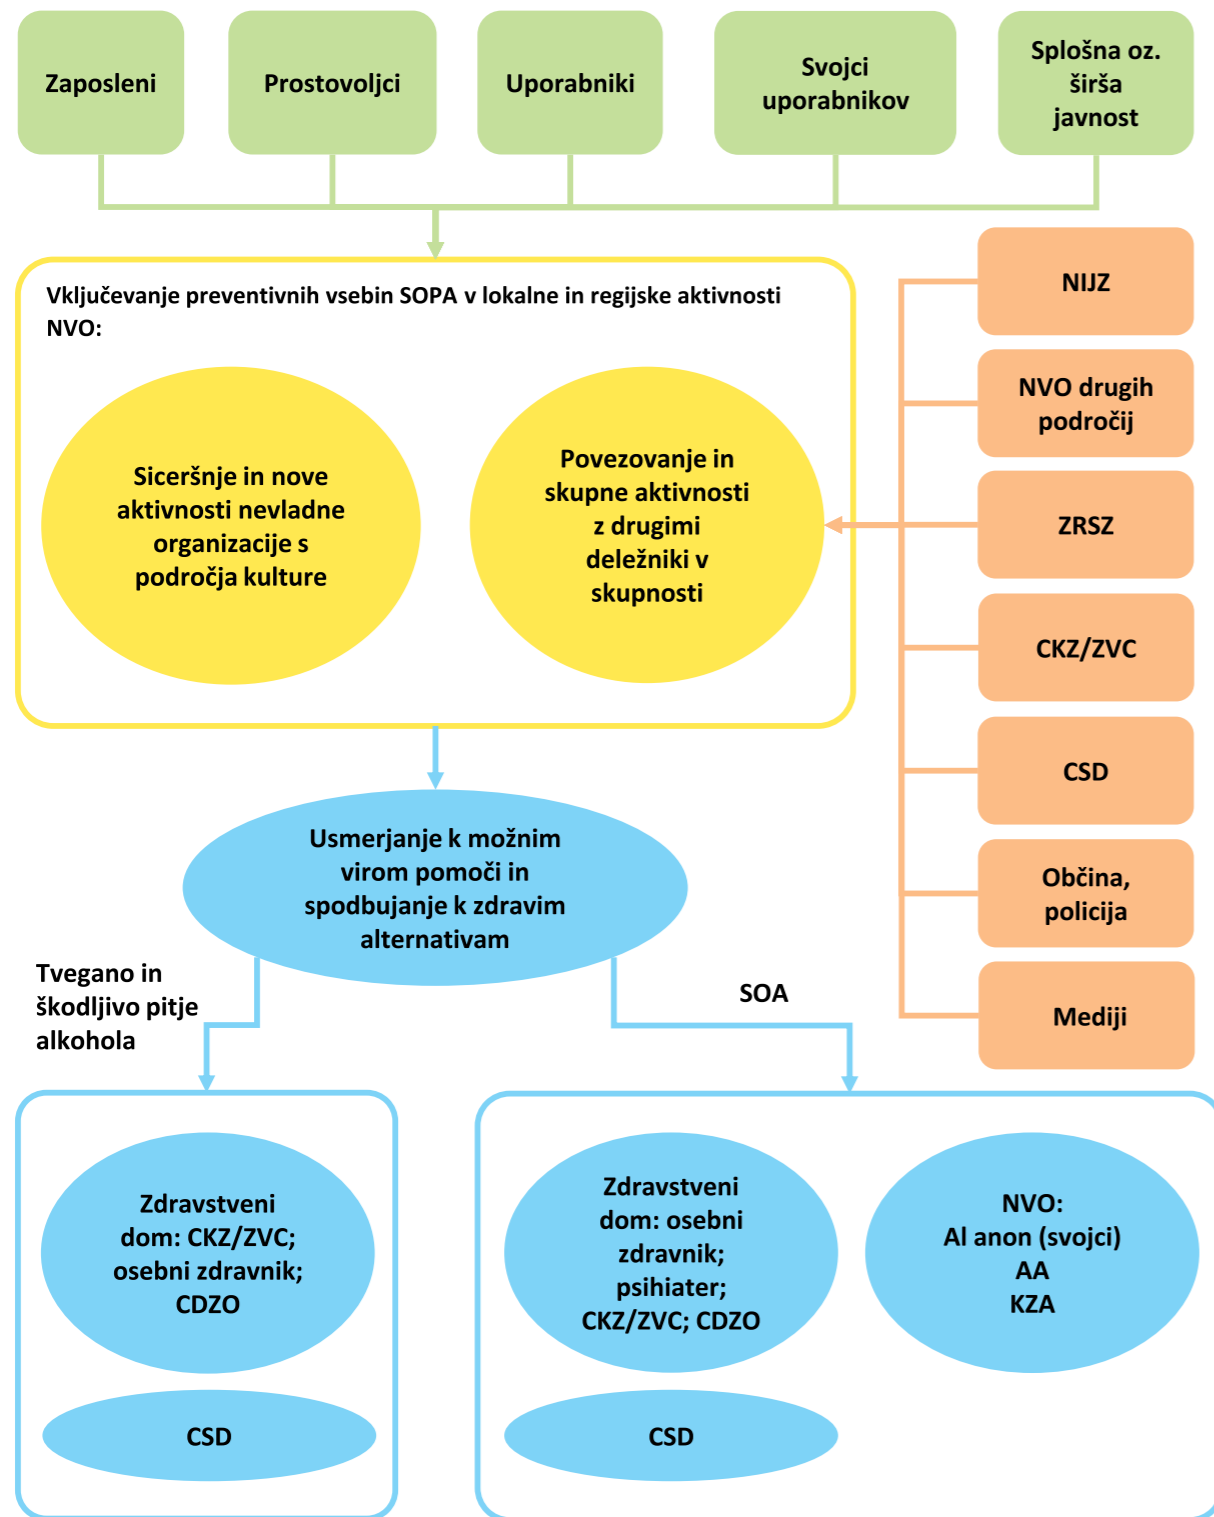 Zaposleni
Prostovoljci
Uporabniki
Svojci
uporabnikov
Splošna oz.
širša
javnost
Vključevanje preventivnih vsebin SOPA v lokalne in regijske aktivnosti
NVO:
Siceršnje in nove
aktivnosti nevladne
organizacije s
področja kulture
Povezovanje in
skupne aktivnosti
z drugimi
deležniki v
skupnosti
NIJZ
NVO drugih
področij
ZRSZ
CKZ/ZVC
CSD
Občina,
policija
Mediji
Usmerjanje k možnim
virom pomoči in
spodbujanje k zdravim
alternativam
Tvegano in
škodljivo pitje
alkohola
SOA
Zdravstveni
dom: CKZ/ZVC;
osebni zdravnik;
CDZO
CSD
Zdravstveni
dom: osebni
zdravnik;
psihiater;
CKZ/ZVC; CDZO
CSD
NVO:
Al anon (svojci)
AA
KZA